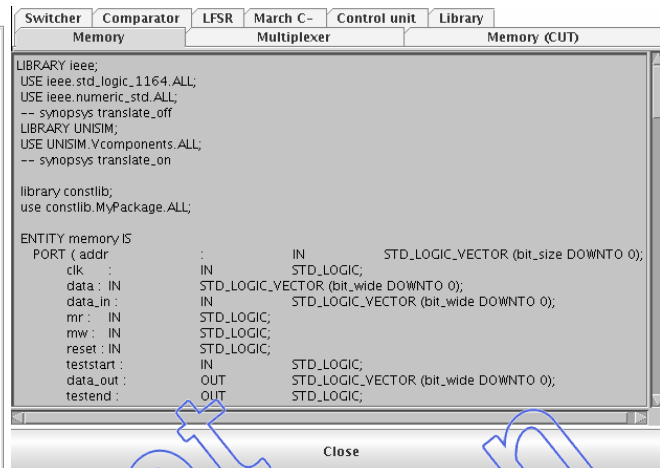 Switcher Comparator LFSR March C- Control unit Library
Memory Multiplexer Memory (CUT)
LIBRARY ieee;
USE ieee.std_logic_1164.ALL;
USE ieee.numeric_std.ALL;
-- synopsys translate_off
LIBRARY UNISIM;
USE UNISIM.Vcomponents.ALL;
-- synopsys translate_on
library constlib;
use constlib.MyPackage.ALL;
ENTITY memory IS
PORT ( addr : IN STD_LOGIC_VECTOR (bit_size DOWNTO 0);
clk : IN STD_LOGIC;
data : IN STD_LOGIC_VECTOR (bit_wide DOWNTO 0);
data_in : IN STD_LOGIC_VECTOR (bit_wide DOWNTO 0);
mr : IN STD_LOGIC;
mw : IN STD_LOGIC;
reset : IN STD_LOGIC;
teststart : IN STD_LOGIC;
data_out : OUT STD_LOGIC_VECTOR (bit_wide DOWNTO 0);
testend : OUT STD_LOGIC;
Close